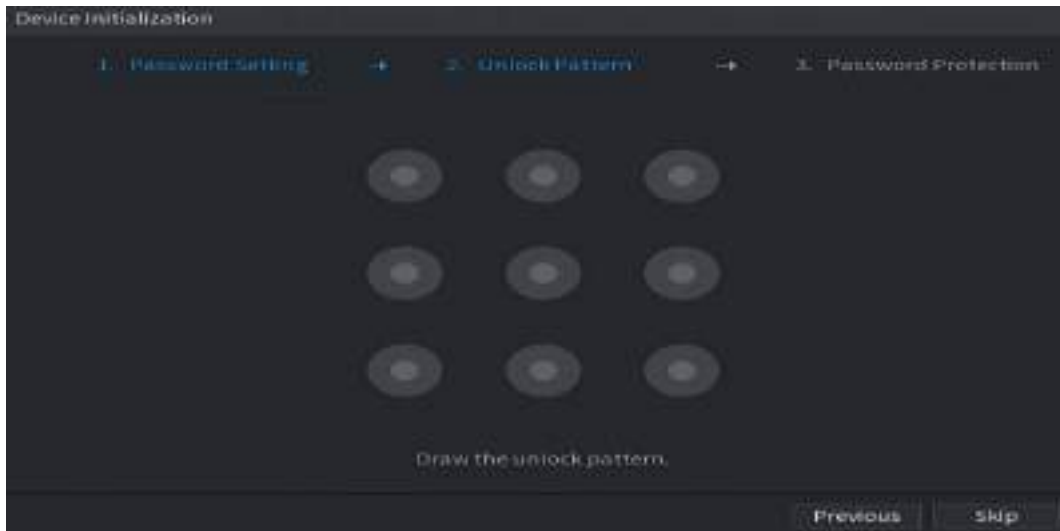 Device Initialization
1. Password Setting → 2. Unlock Pattern → 3. Password Protection
Draw the unlock pattern.
Previous Skip